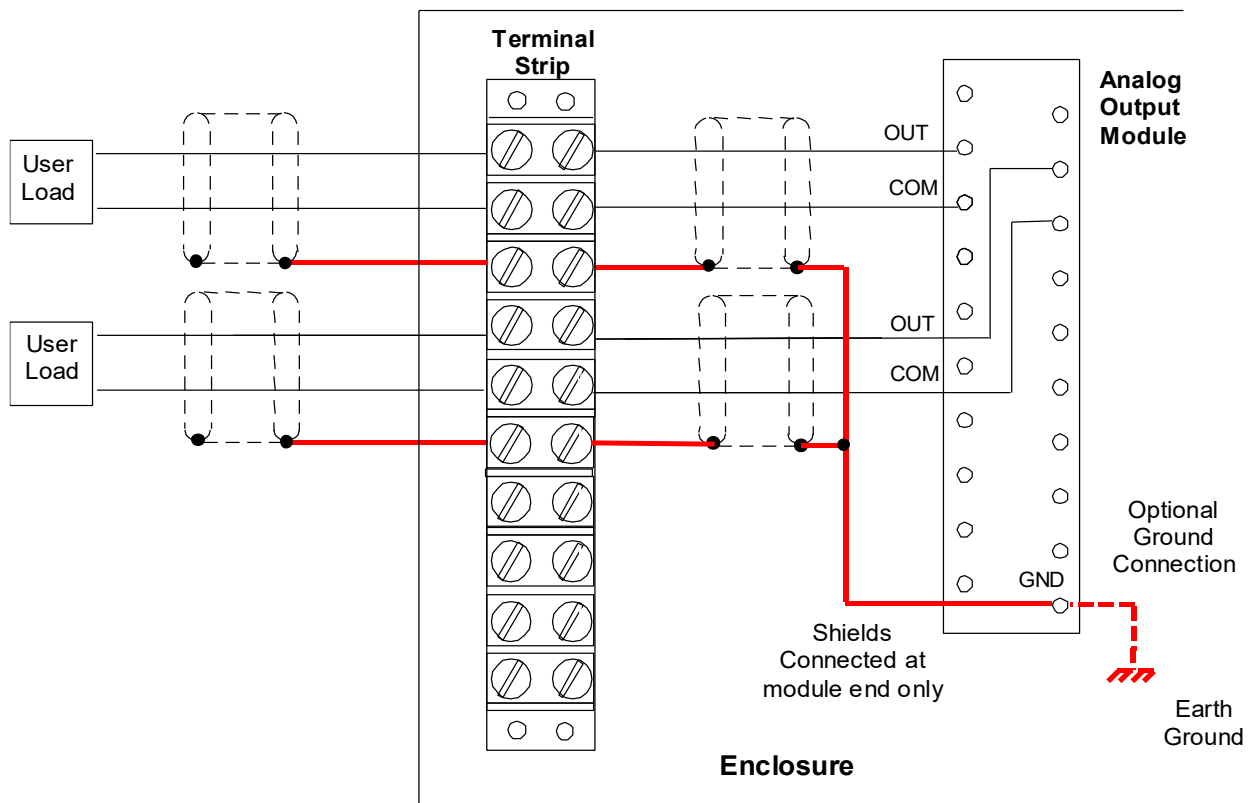 Terminal
Strip
Analog
Output
Module
OUT
User
Load
COM
OUT
User
Load
COM
Optional
Ground
Connection
GND
Shields
Connected at
module end only
Earth
Ground
Enclosure